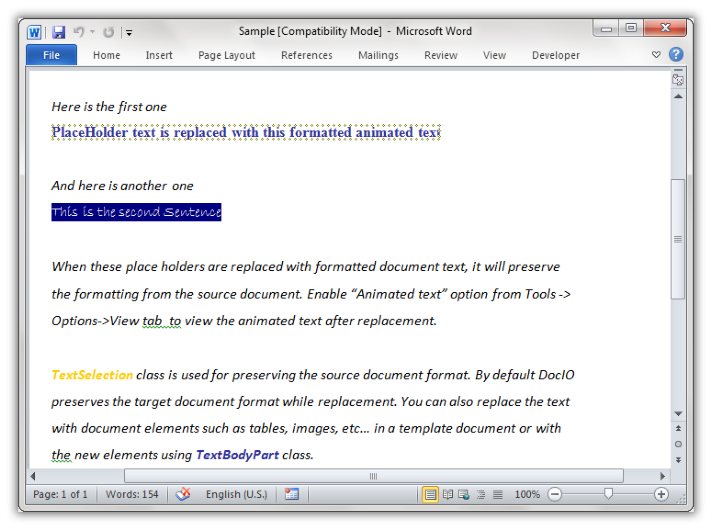 Sample [Compatibility Mode] - Microsoft Word
File Home Insert Page Layout References Mailings Review View Developer
Here is the first one
PlaceHolder text is replaced with this formatted animated text
And here is another one
This is the second Sentence
When these place holders are replaced with formatted document text, it will preserve
the formatting from the source document. Enable “Animated text” option from Tools ->
Options->View tab to view the animated text after replacement.
TextSelection class is used for preserving the source document format. By default DocIO
preserves the target document format while replacement. You can also replace the text
with document elements such as tables, images, etc... in a template document or with
the new elements using TextBodyPart class.
Page: 1 of 1 Words: 154 English (U.S.) 100%